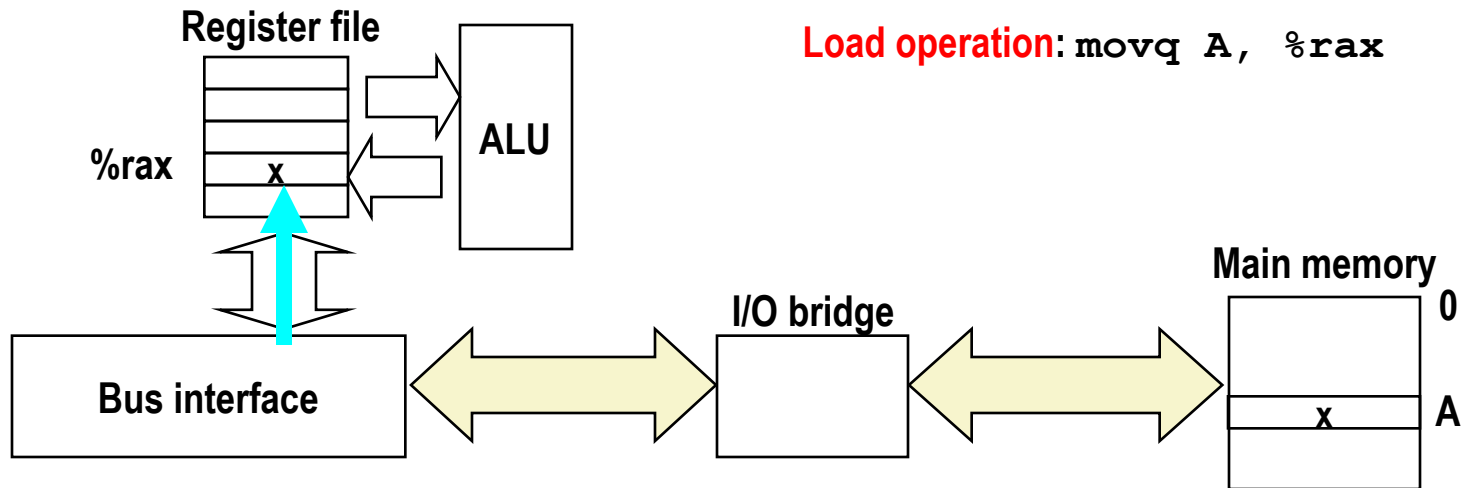 Register file
Load operation: movq A, %rax
ALU
%rax
x
Main memory
0
I/O bridge
Bus interface
x
A